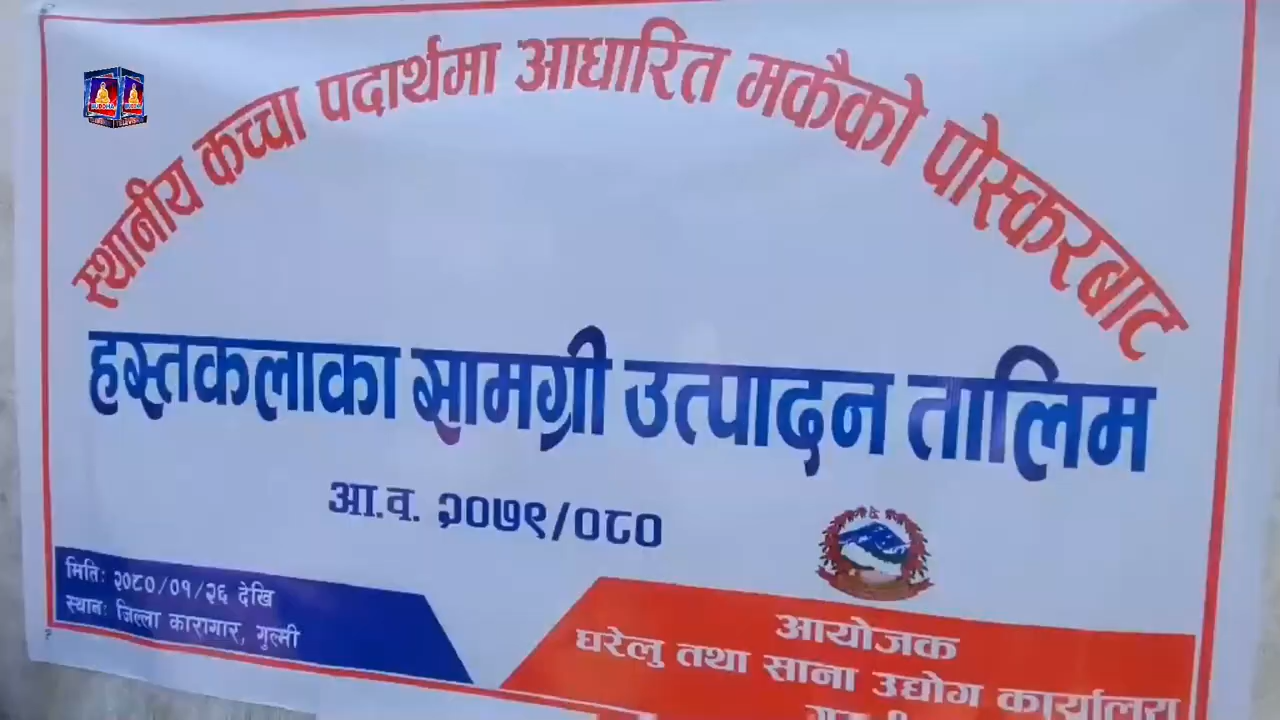 स्थानीय कच्चा पदार्थमा आधारित मकैको पोस्करबाट
हस्तकलाका सामग्री उत्पादन तालिम
आ.व. २०७९/०८०
मितिः २०८०/०१/२६ देखि
स्थानः जिल्ला कारागार, गुल्मी
आयोजक
घरेलु तथा साना उद्योग कार्यालय
BUDDHA